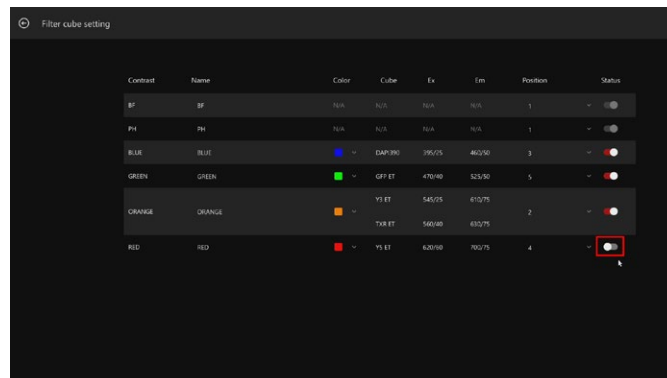 Filter cube setting
Contrast Name Color Cube Ex Em Position Status
BF BF N/A N/A N/A N/A 1
PH PH N/A N/A N/A N/A 1
BLUE BLUE DAPI390 395/25 460/50 3
GREEN GREEN GFP ET 470/40 525/50 5
Y3 ET 545/25 610/75
ORANGE ORANGE 2
TXR ET 560/40 630/75
RED RED Y5 ET 620/60 700/75 4